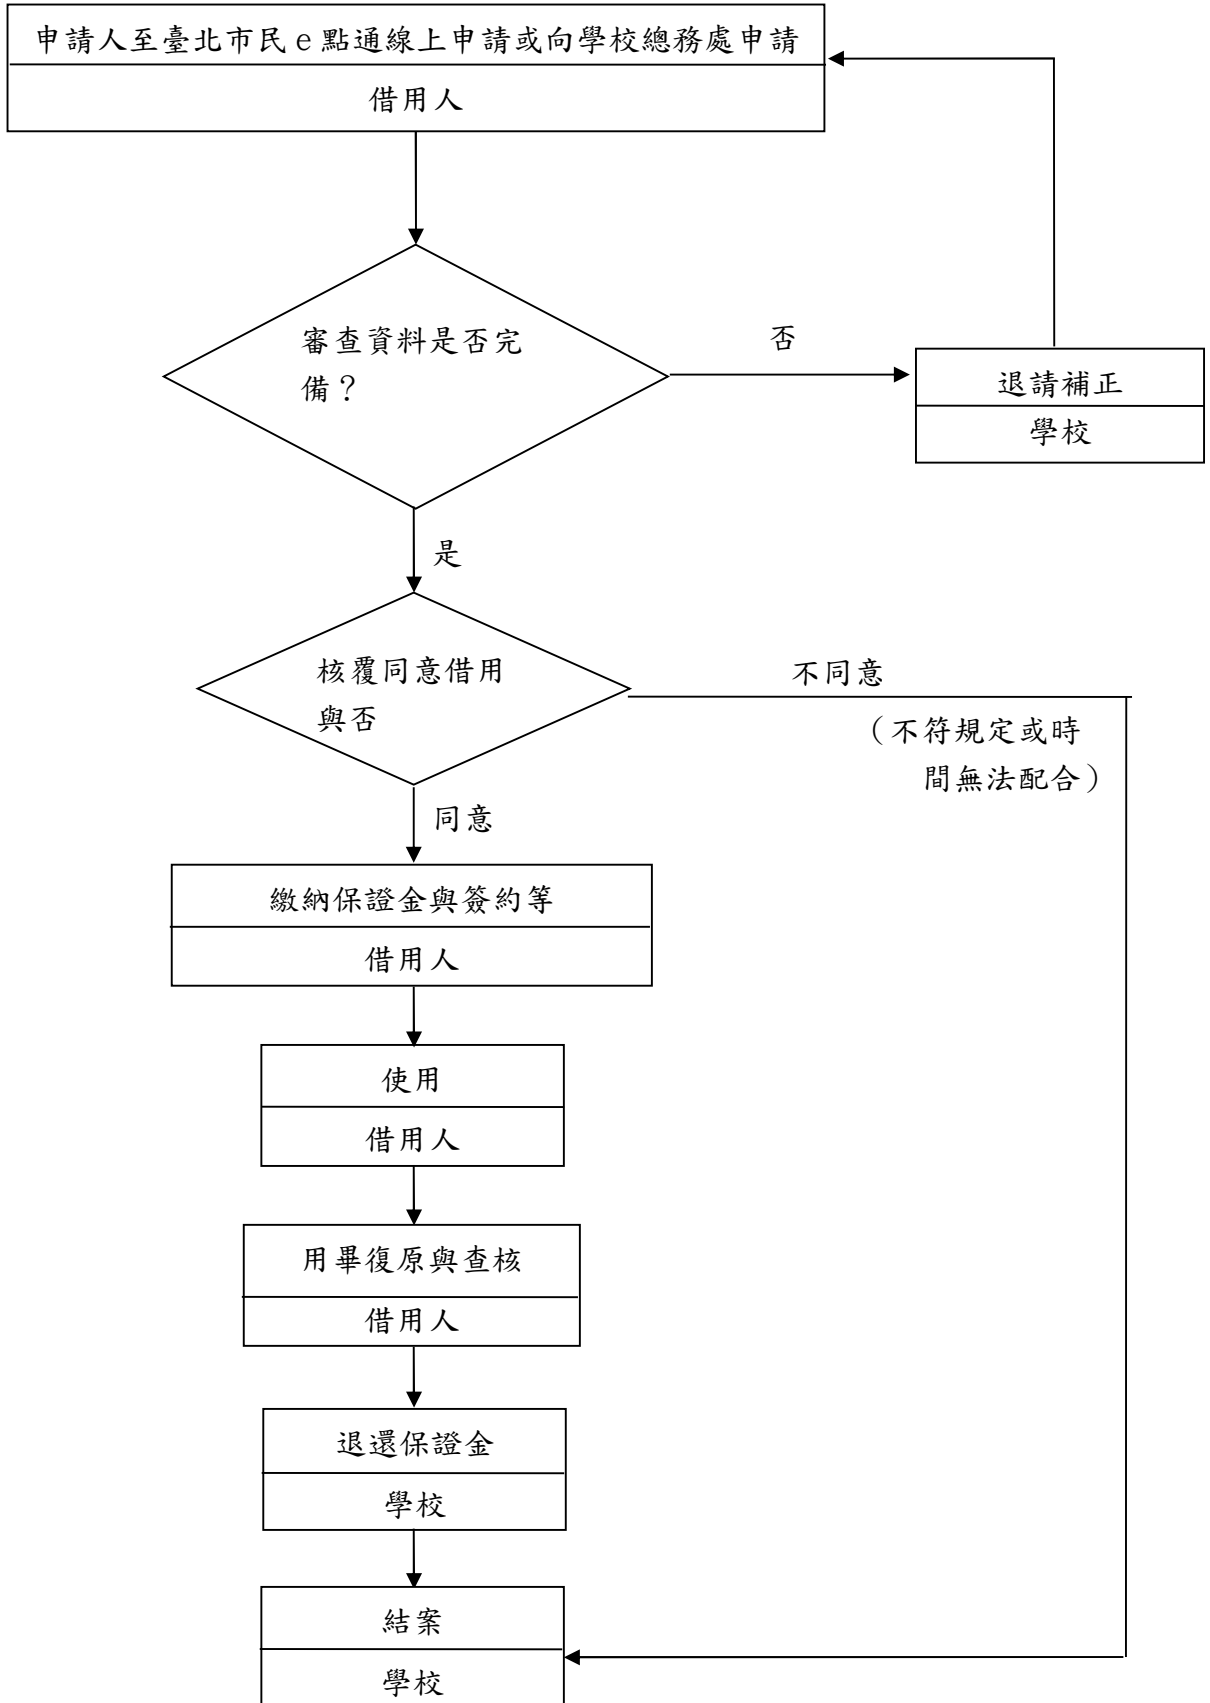 申請人至臺北市民e點通線上申請或向學校總務處申請
借用人
審查資料是否完
備？
否
退請補正
學校
是
核覆同意借用
與否
不同意
（不符規定或時
間無法配合）
同意
繳納保證金與簽約等
借用人
使用
借用人
用畢復原與查核
借用人
退還保證金
學校
結案
學校